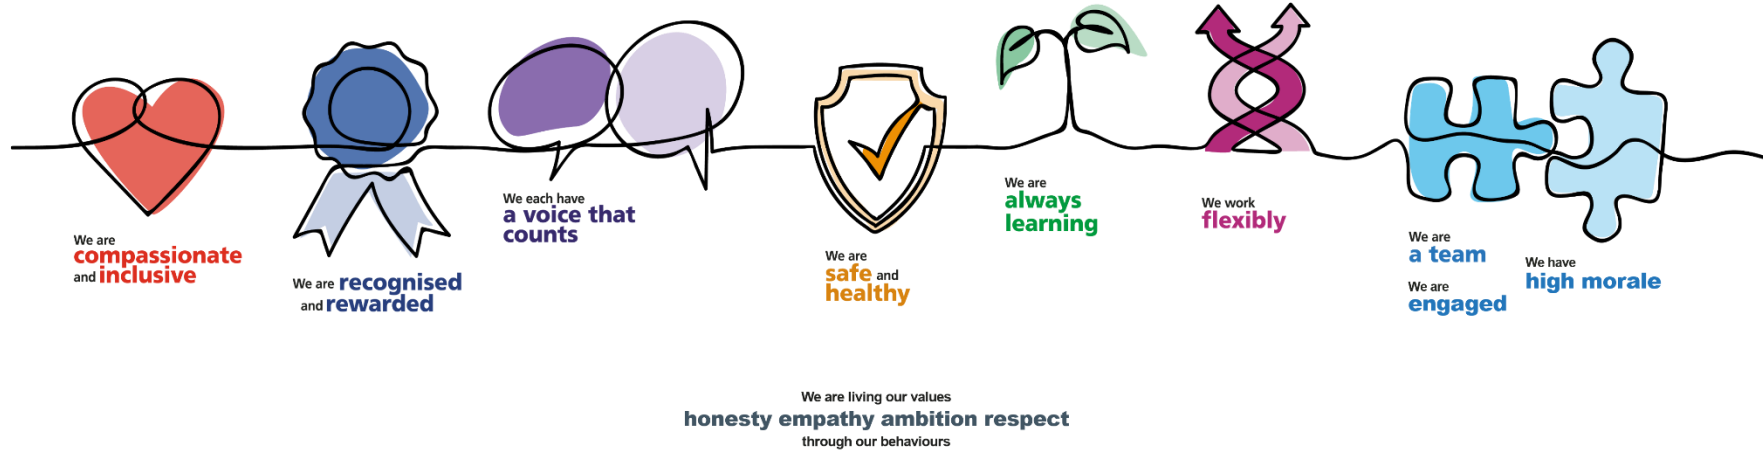 We are
compassionate
and inclusive
We are recognised
and rewarded
We each have
a voice that
counts
We are
safe and
healthy
We are
always
learning
We work
flexibly
We are
a team
We are
engaged
We have
high morale
We are living our values
honesty empathy ambition respect
through our behaviours